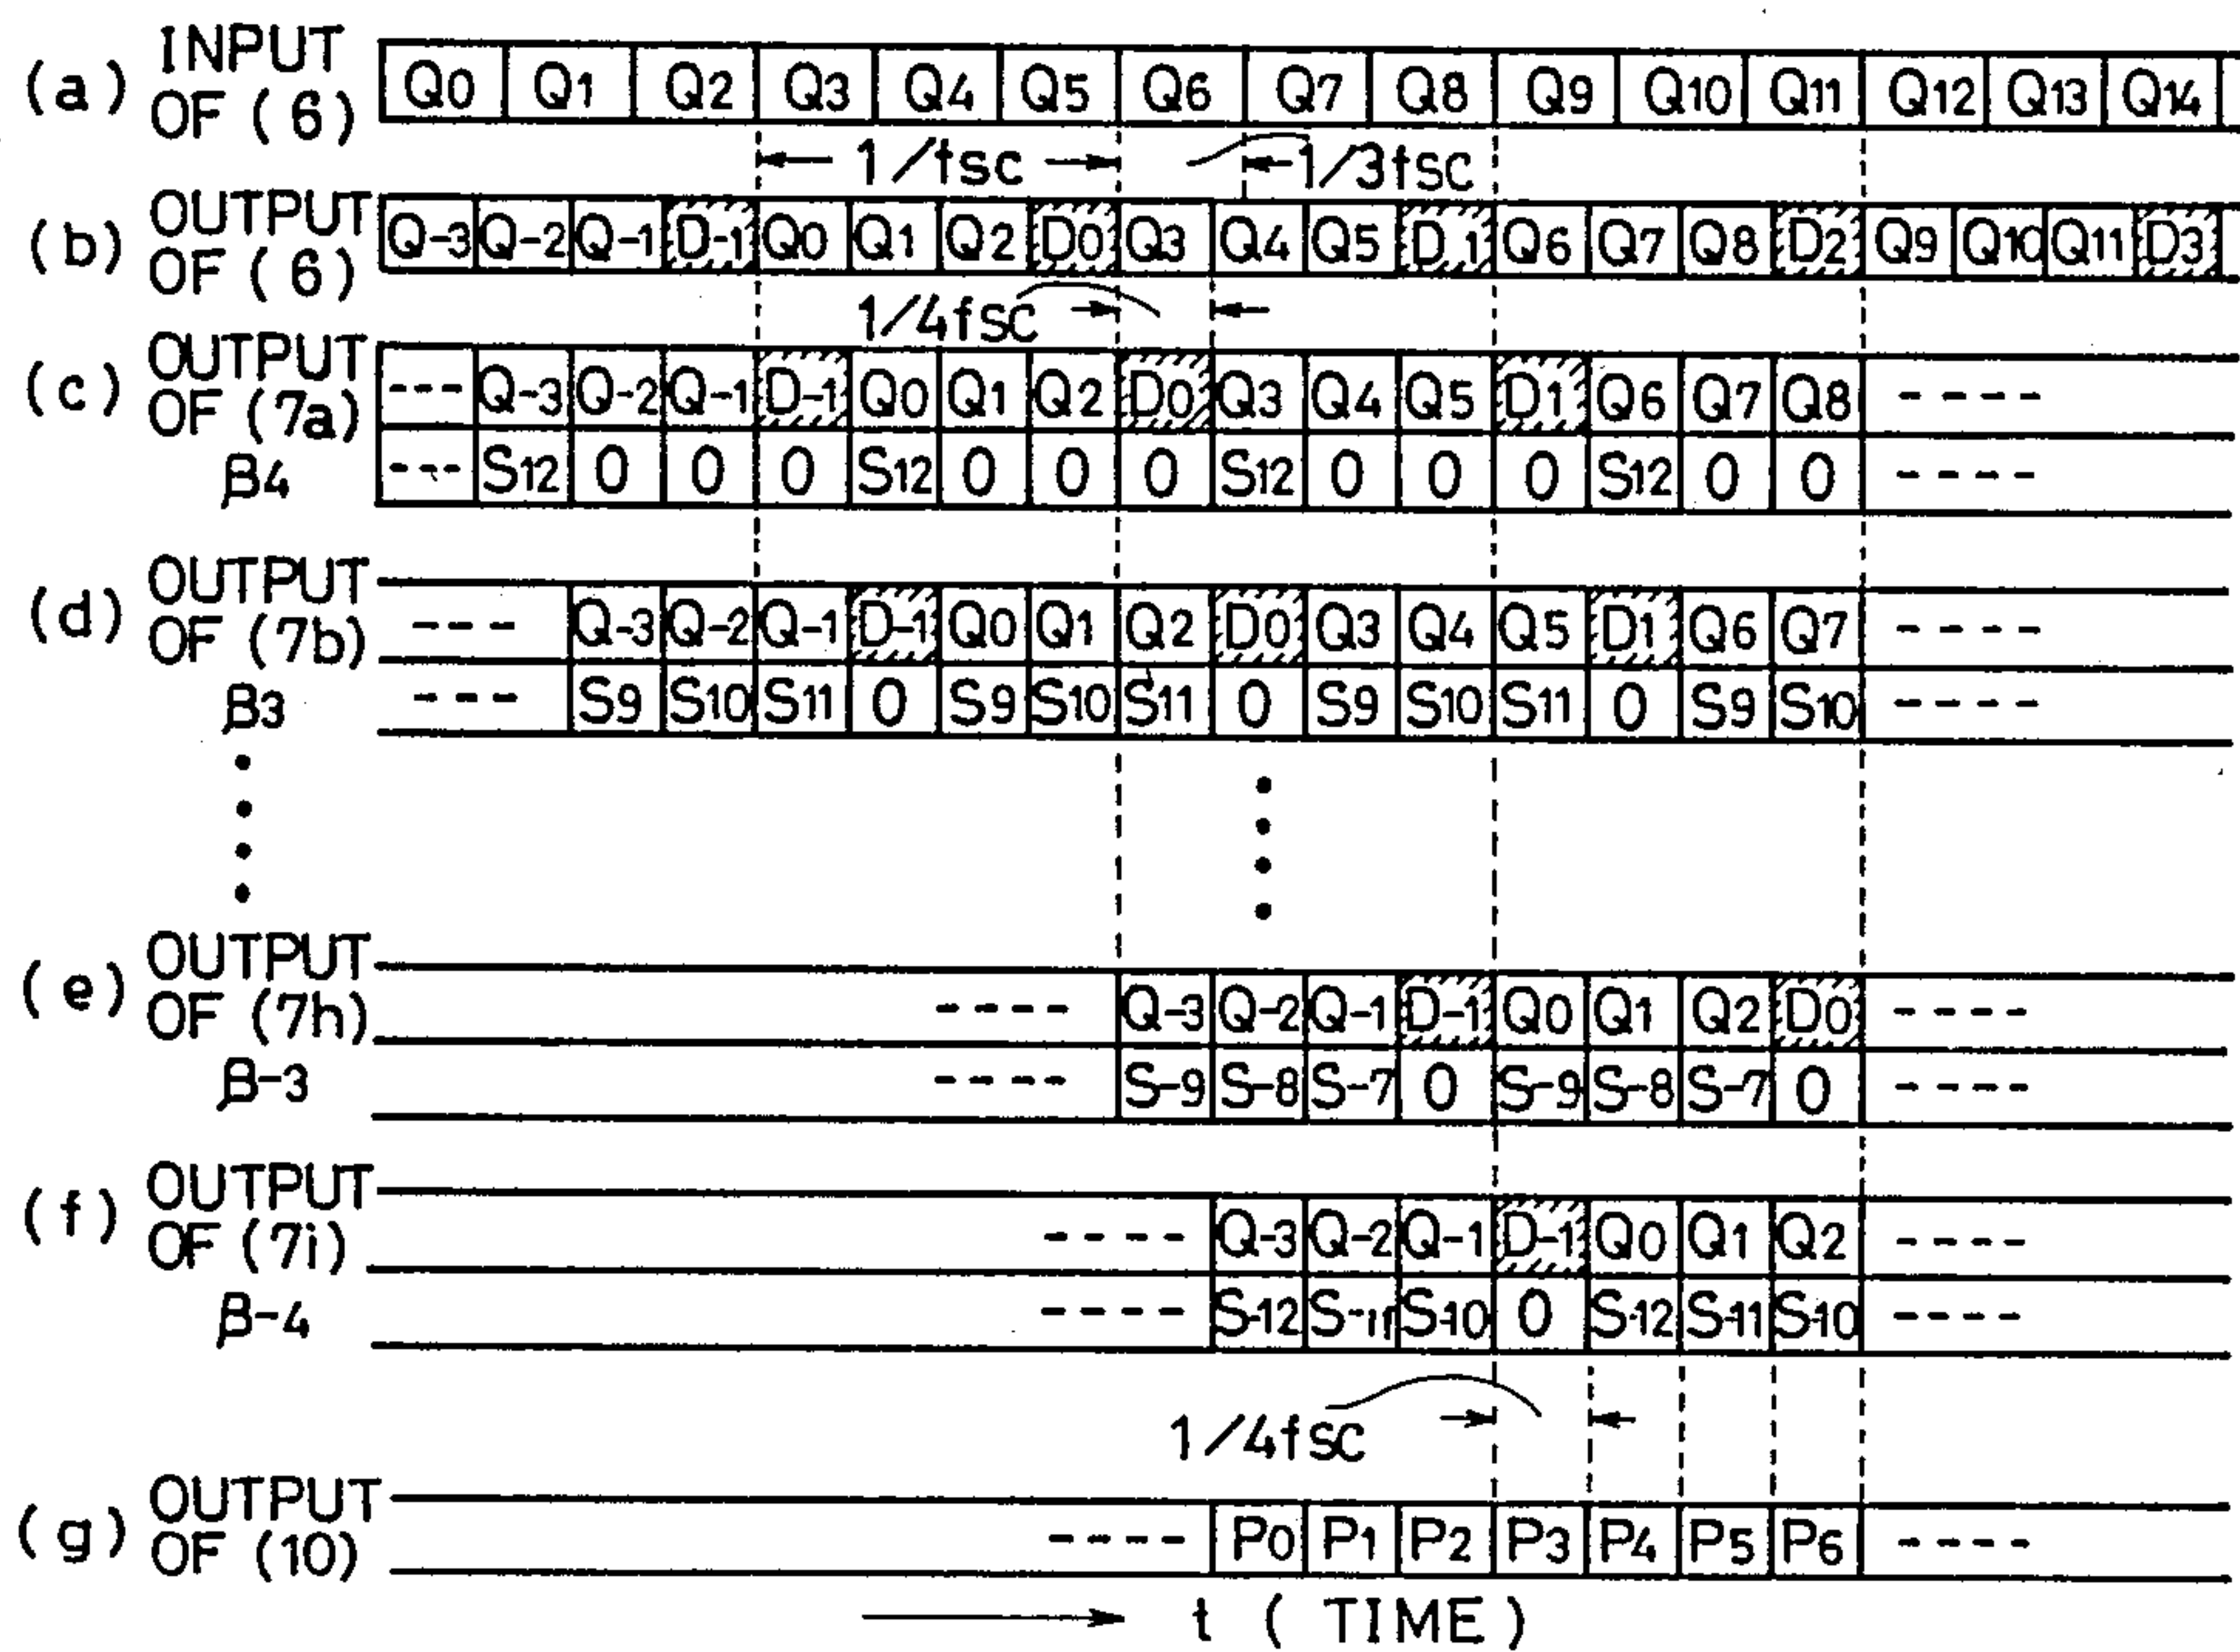 (a) INPUT OF (6) Q0 Q1 Q2 Q3 Q4 Q5 Q6 Q7 Q8 Q9 Q10 Q11 Q12 Q13 Q14
1/fsc 1/3fsc
(b) OUTPUT OF (6) Q-3 Q-2 Q-1 D-1 Q0 Q1 Q2 D0 Q3 Q4 Q5 D1 Q6 Q7 Q8 D2 Q9 Q10 Q11 D3
1/4fsc
(c) OUTPUT OF (7a) --- Q-3 Q-2 Q-1 D-1 Q0 Q1 Q2 D0 Q3 Q4 Q5 D1 Q6 Q7 Q8 ----
β4 --- S12 0 0 0 S12 0 0 0 S12 0 0 0 S12 0 0 ----
(d) OUTPUT OF (7b) --- Q-3 Q-2 Q-1 D-1 Q0 Q1 Q2 D0 Q3 Q4 Q5 D1 Q6 Q7 ----
β3 --- S9 S10 S11 0 S9 S10 S11 0 S9 S10 S11 0 S9 S10 ----
(e) OUTPUT OF (7h) ---- Q-3 Q-2 Q-1 D-1 Q0 Q1 Q2 D0 ----
β-3 ---- S-9 S-8 S-7 0 S-9 S-8 S-7 0 ----
(f) OUTPUT OF (7i) ---- Q-3 Q-2 Q-1 D-1 Q0 Q1 Q2 ----
β-4 ---- S-12 S-11 S-10 0 S-12 S-11 S-10 ----
1/4fsc
(g) OUTPUT OF (10) ---- P0 P1 P2 P3 P4 P5 P6 ----
t ( TIME )